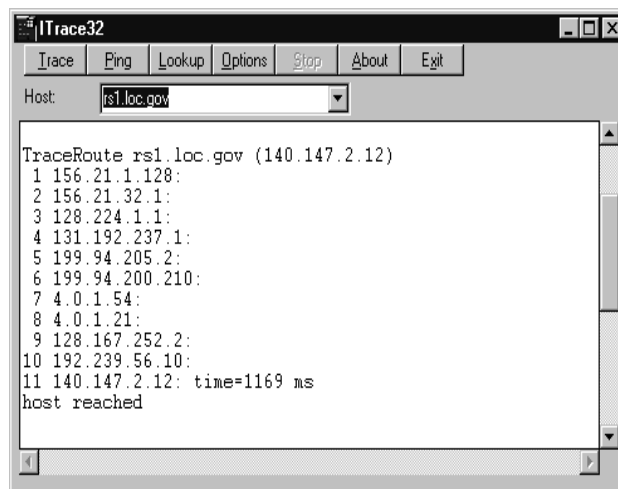 ITrace32
Trace Ping Lookup Options Stop About Exit
Host: rs1.loc.gov
TraceRoute rs1.loc.gov (140.147.2.12)
1 156.21.1.128:
2 156.21.32.1:
3 128.224.1.1:
4 131.192.237.1:
5 199.94.205.2:
6 199.94.200.210:
7 4.0.1.54:
8 4.0.1.21:
9 128.167.252.2:
10 192.239.56.10:
11 140.147.2.12: time=1169 ms
host reached